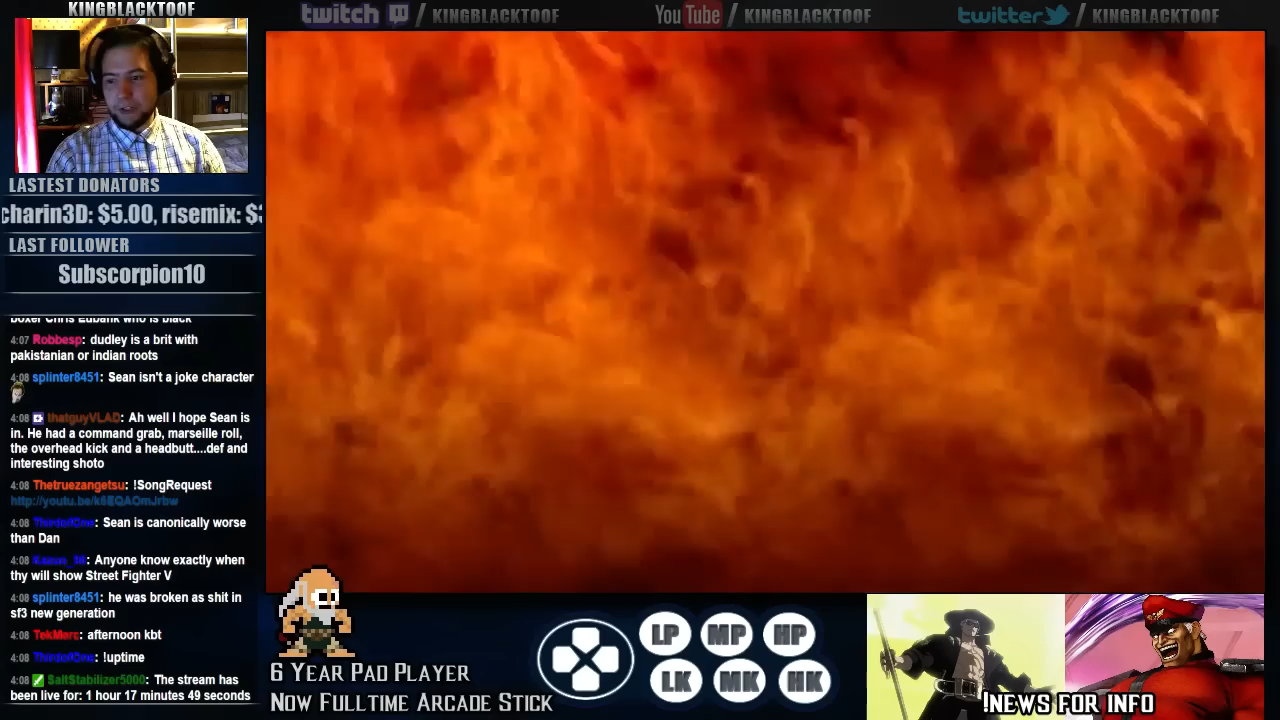 KINGBLACKTOOF
twitch / KINGBLACKTOOF
YouTube / KINGBLACKTOOF
twitter / KINGBLACKTOOF
LASTEST DONATORS
charin3D: $5.00, risemix: $
LAST FOLLOWER
Subscorpion10
boxer Chris Eubank who is black
4:07 Robbesp: dudley is a brit with
pakistanian or indian roots
4:08 splinter8451: Sean isn't a joke character
4:08 thatguyVLAD: Ah well I hope Sean is
in. He had a command grab, marseille roll,
the overhead kick and a headbutt....def and
interesting shoto
4:08 Thetruezangetsu: !SongRequest
4:08 Sean is canonically worse
than Dan
4:08 Anyone know exactly when
thy will show Street Fighter V
4:08 splinter8451: he was broken as shit in
sf3 new generation
4:08 TekMerc: afternoon kbt
4:08 !uptime
4:08 SaltStabilizer5000: The stream has
been live for: 1 hour 17 minutes 49 seconds
6 YEAR PAD PLAYER
NOW FULLTIME ARCADE STICK
LP MP HP
LK MK HK
!NEWS FOR INFO